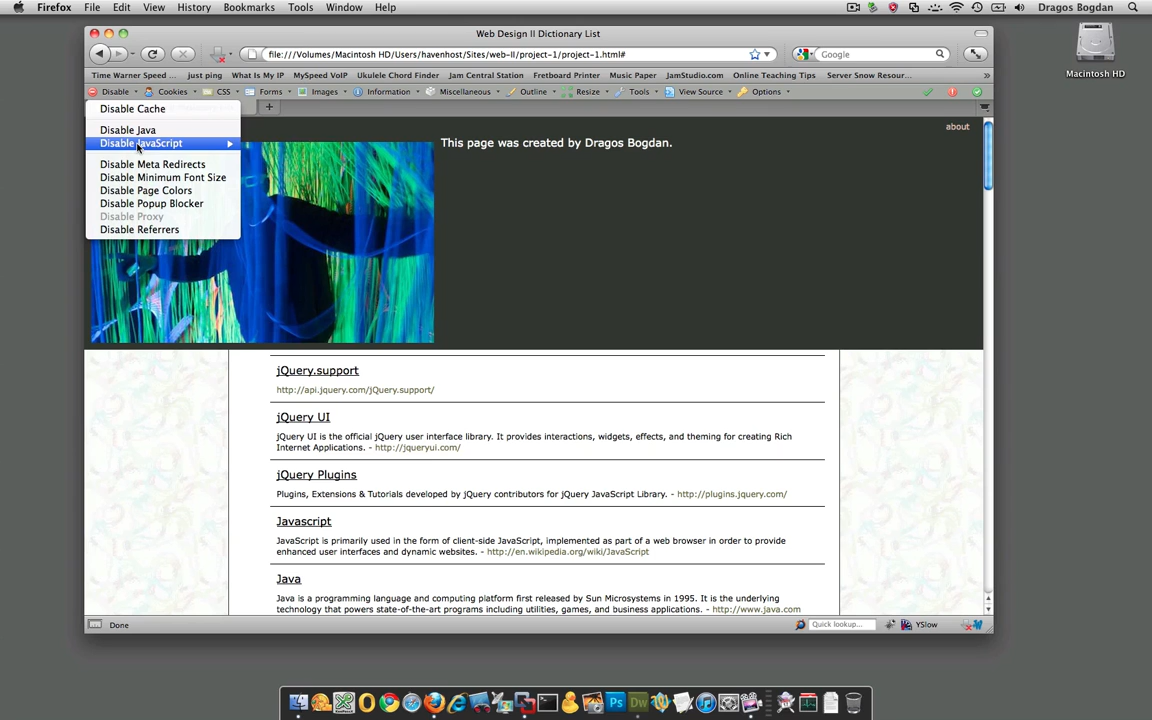 Firefox File Edit View History Bookmarks Tools Window Help Dragos Bogdan
Web Design II Dictionary List
file:///Volumes/Macintosh HD/Users/havenhost/Sites/web-II/project-1/project-1.html# Google
Time Warner Speed ... just ping What Is My IP MySpeed VoIP Ukulele Chord Finder Jam Central Station Fretboard Printer Music Paper JamStudio.com Online Teaching Tips Server Snow Resour... »
Disable Cookies CSS Forms Images Information Miscellaneous Outline Resize Tools View Source Options
Disable Cache
Disable Java
Disable JavaScript
Disable Meta Redirects
Disable Minimum Font Size
Disable Page Colors
Disable Popup Blocker
Disable Proxy
Disable Referrers
about
This page was created by Dragos Bogdan.
jQuery.support
http://api.jquery.com/jQuery.support/
jQuery UI
jQuery UI is the official jQuery user interface library. It provides interactions, widgets, effects, and theming for creating Rich
Internet Applications. - http://jqueryui.com/
jQuery Plugins
Plugins, Extensions & Tutorials developed by jQuery contributors for jQuery JavaScript Library. - http://plugins.jquery.com/
Javascript
JavaScript is primarily used in the form of client-side JavaScript, implemented as part of a web browser in order to provide
enhanced user interfaces and dynamic websites. - http://en.wikipedia.org/wiki/JavaScript
Java
Java is a programming language and computing platform first released by Sun Microsystems in 1995. It is the underlying
technology that powers state-of-the-art programs including utilities, games, and business applications. - http://www.java.com
Done Quick lookup... YSlow
Macintosh HD
Ps Dw